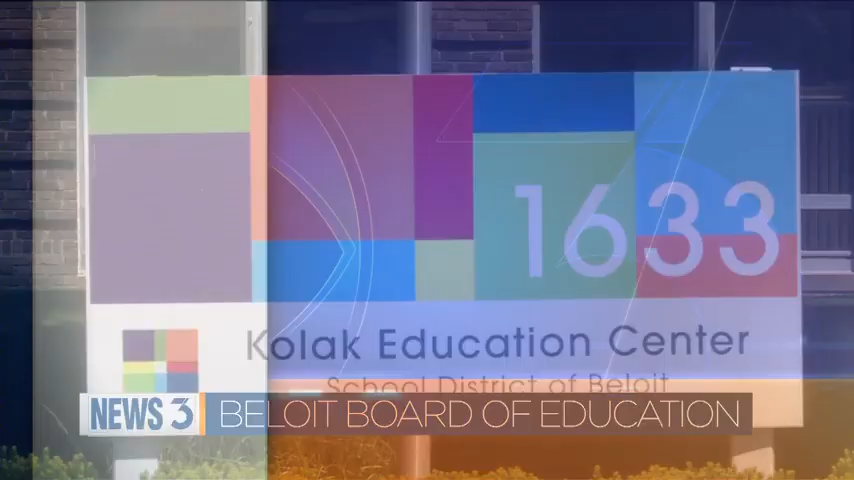 1633
Kolak Education Center
School District of Beloit
NEWS 3 BELOIT BOARD OF EDUCATION